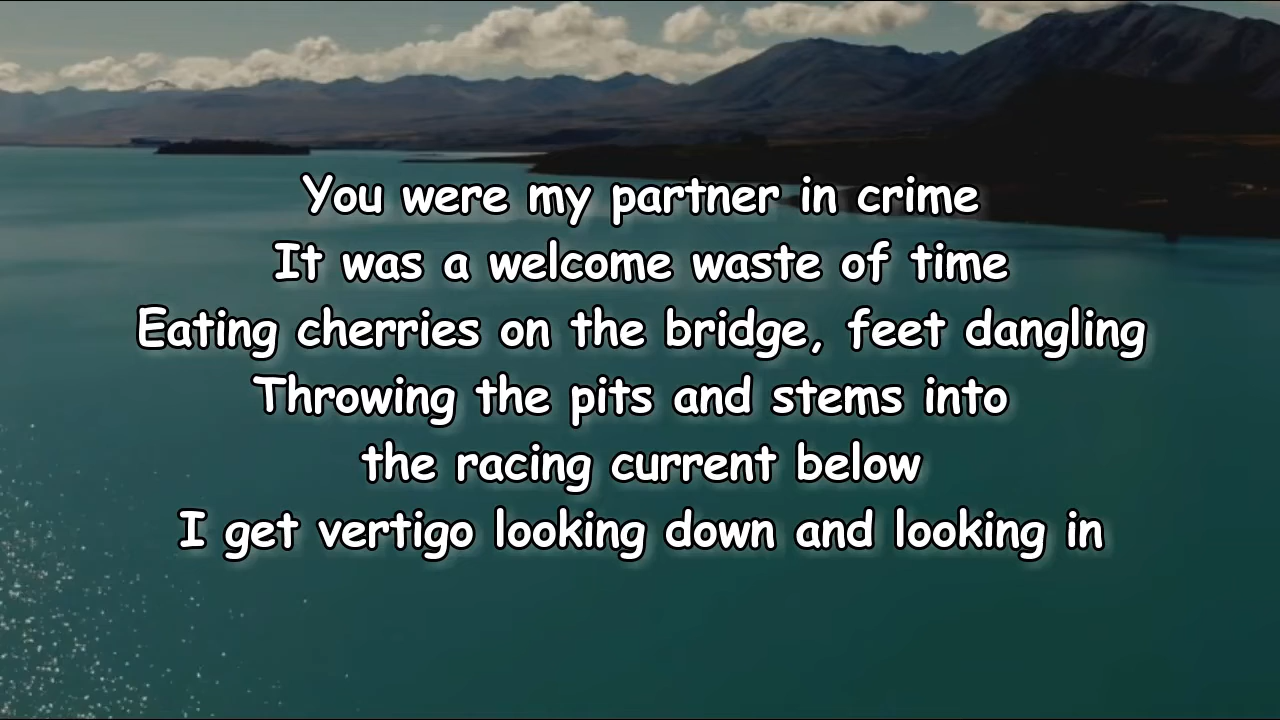 You were my partner in crime
It was a welcome waste of time
Eating cherries on the bridge, feet dangling
Throwing the pits and stems into
the racing current below
I get vertigo looking down and looking in